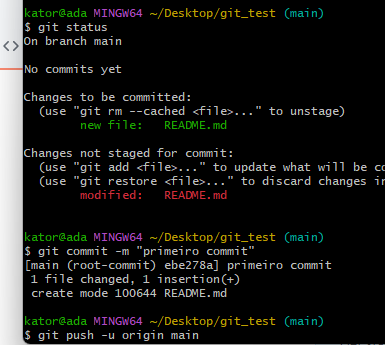 kator@ada MINGW64 ~/Desktop/git_test (main)
$ git status
On branch main
No commits yet
Changes to be committed:
(use "git rm --cached <file>..." to unstage)
new file: README.md
Changes not staged for commit:
(use "git add <file>..." to update what will be co
(use "git restore <file>..." to discard changes in
modified: README.md
kator@ada MINGW64 ~/Desktop/git_test (main)
$ git commit -m "primeiro commit"
[main (root-commit) ebe278a] primeiro commit
1 file changed, 1 insertion(+)
create mode 100644 README.md
kator@ada MINGW64 ~/Desktop/git_test (main)
$ git push -u origin main